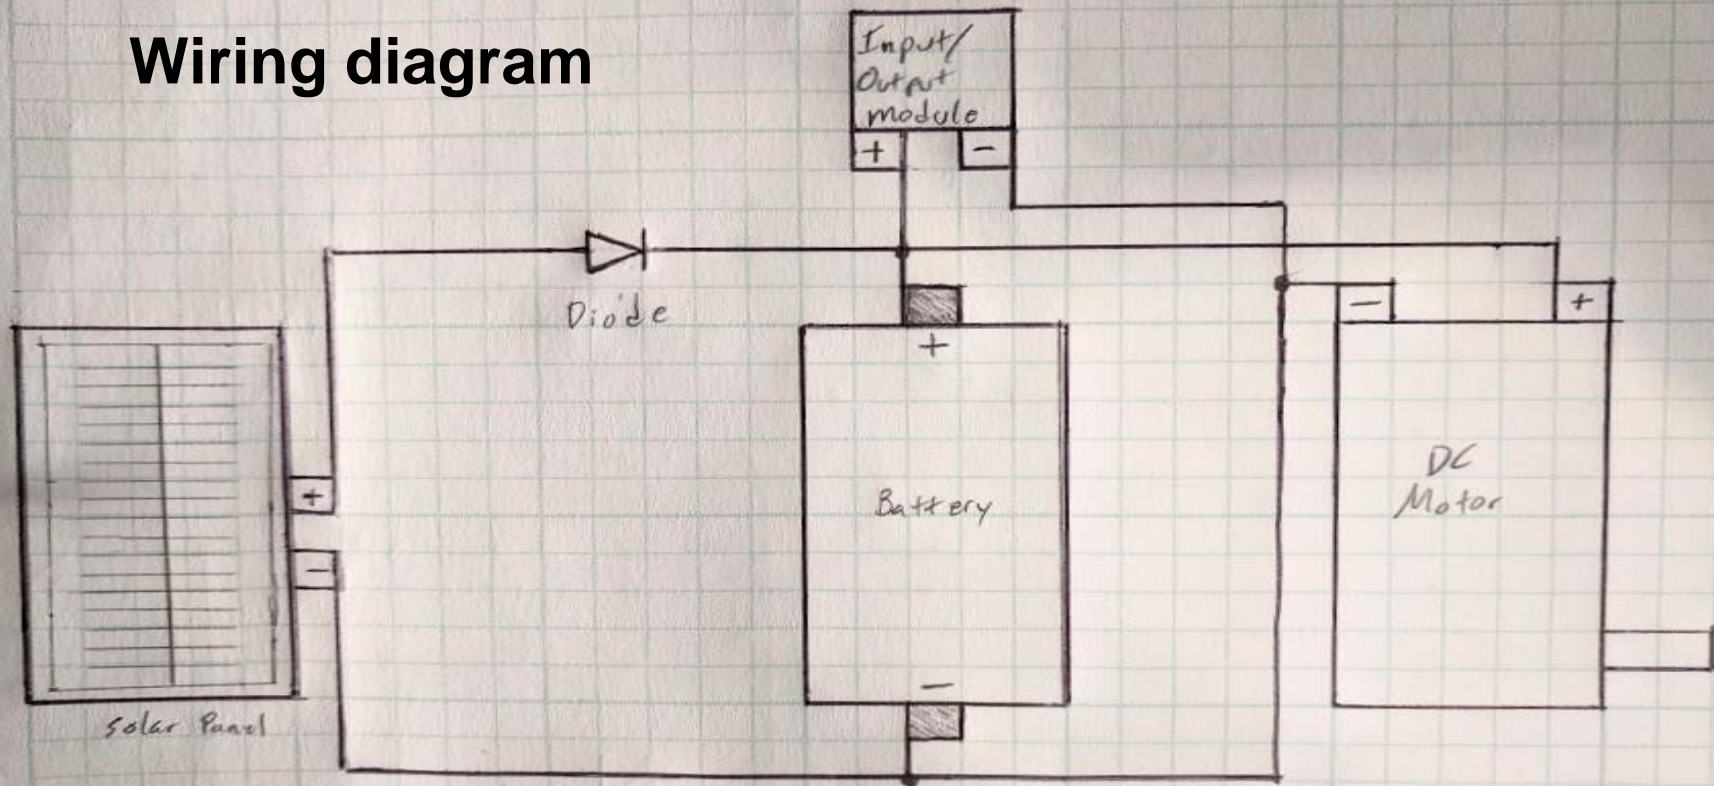 Wiring diagram
Input/
Output
module
+ -
Diode
- +
+
+
-
Battery
DC
Motor
-
Solar Panel